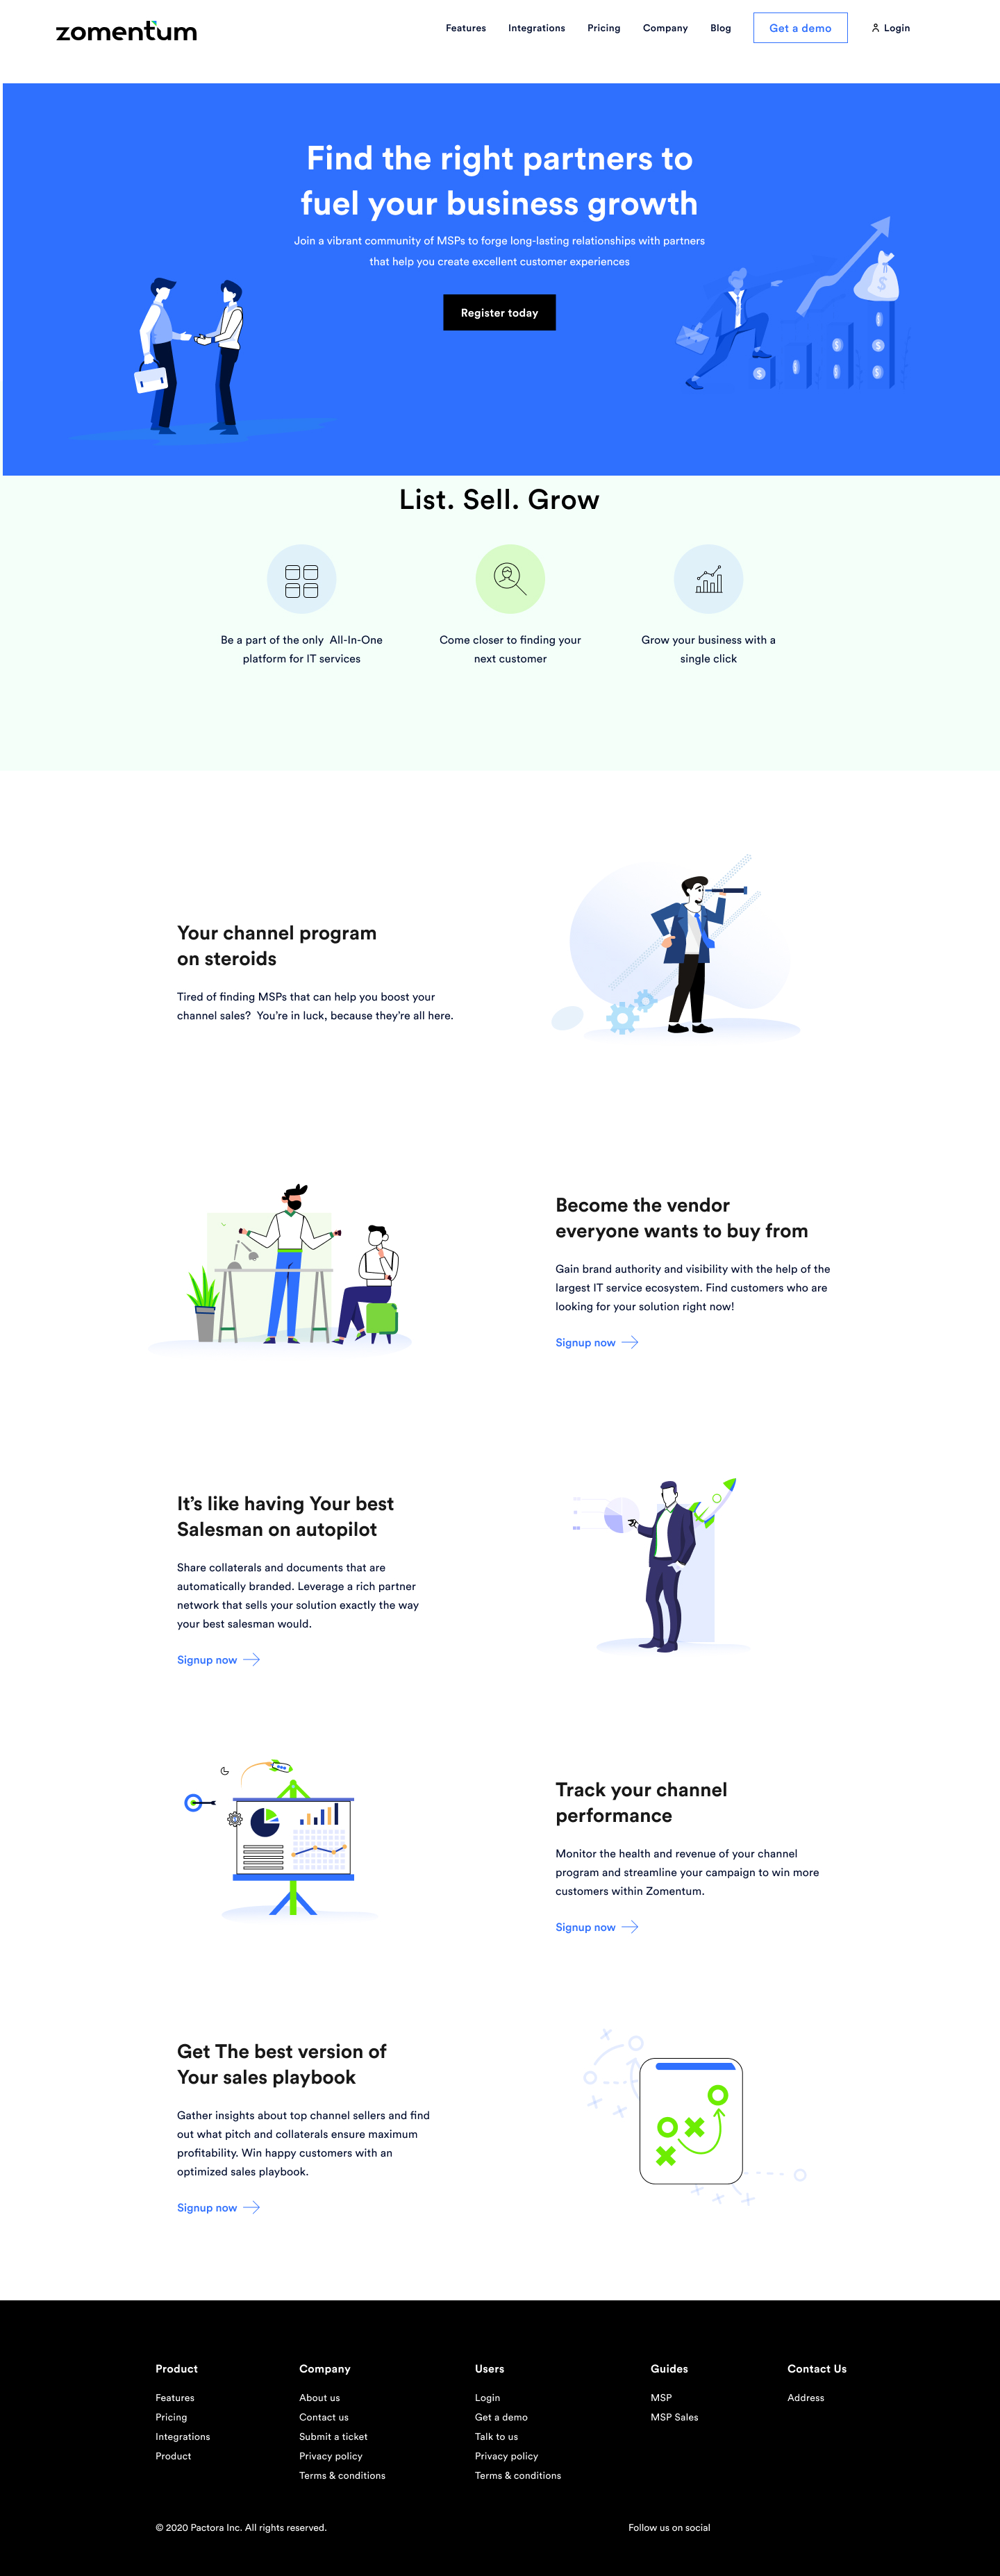 zomentum
Features Integrations Pricing Company Blog Get a demo Login
Find the right partners to
fuel your business growth
Join a vibrant community of MSPs to forge long-lasting relationships with partners
that help you create excellent customer experiences
Register today
List. Sell. Grow
Be a part of the only All-In-One
platform for IT services
Come closer to finding your
next customer
Grow your business with a
single click
Your channel program
on steroids
Tired of finding MSPs that can help you boost your
channel sales? You’re in luck, because they’re all here.
Become the vendor
everyone wants to buy from
Gain brand authority and visibility with the help of the
largest IT service ecosystem. Find customers who are
looking for your solution right now!
Signup now
It’s like having Your best
Salesman on autopilot
Share collaterals and documents that are
automatically branded. Leverage a rich partner
network that sells your solution exactly the way
your best salesman would.
Signup now
Track your channel
performance
Monitor the health and revenue of your channel
program and streamline your campaign to win more
customers within Zomentum.
Signup now
Get The best version of
Your sales playbook
Gather insights about top channel sellers and find
out what pitch and collaterals ensure maximum
profitability. Win happy customers with an
optimized sales playbook.
Signup now
Product
Features
Pricing
Integrations
Product
Company
About us
Contact us
Submit a ticket
Privacy policy
Terms & conditions
Users
Login
Get a demo
Talk to us
Privacy policy
Terms & conditions
Guides
MSP
MSP Sales
Contact Us
Address
© 2020 Pactora Inc. All rights reserved.
Follow us on social